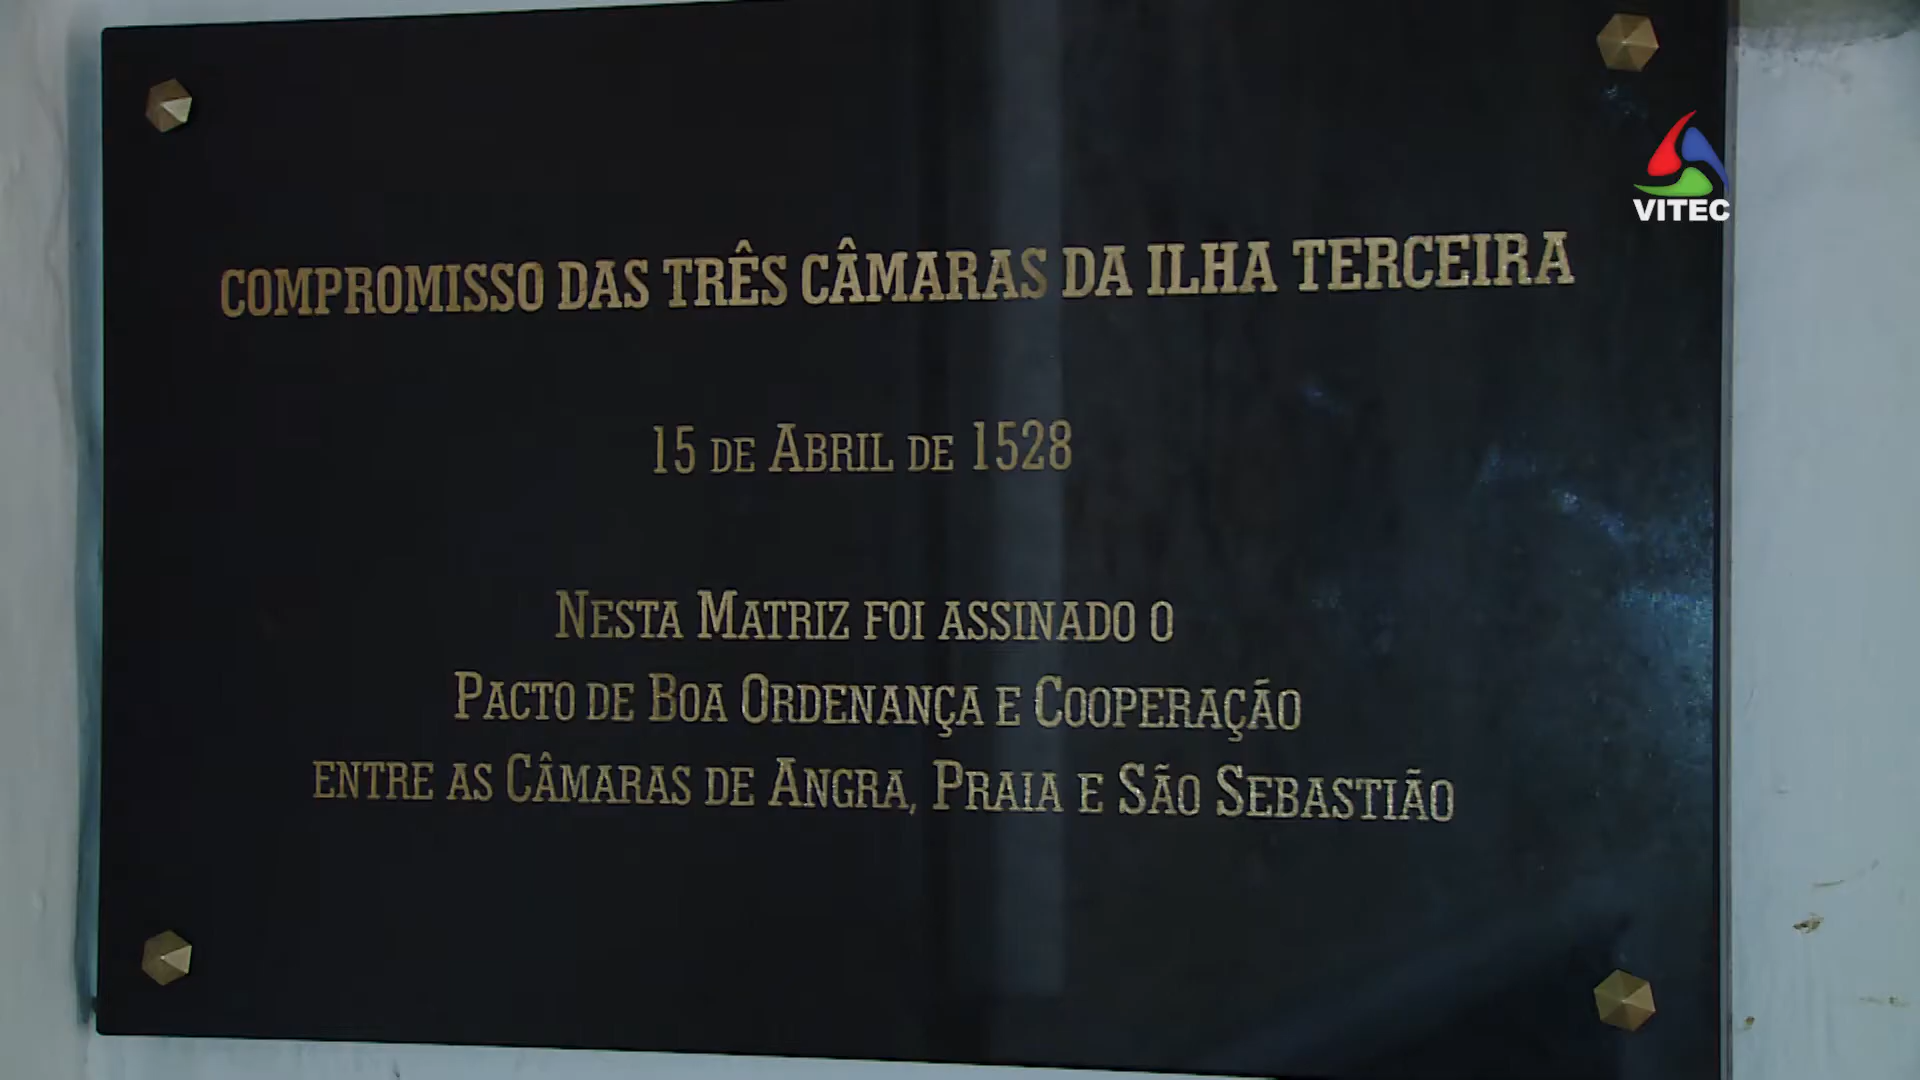 VITEC
COMPROMISSO DAS TRÊS CÂMARAS DA ILHA TERCEIRA
15 DE ABRIL DE 1528
NESTA MATRIZ FOI ASSINADO O
PACTO DE BOA ORDENANÇA E COOPERAÇÃO
ENTRE AS CÂMARAS DE ANGRA, PRAIA E SÃO SEBASTIÃO